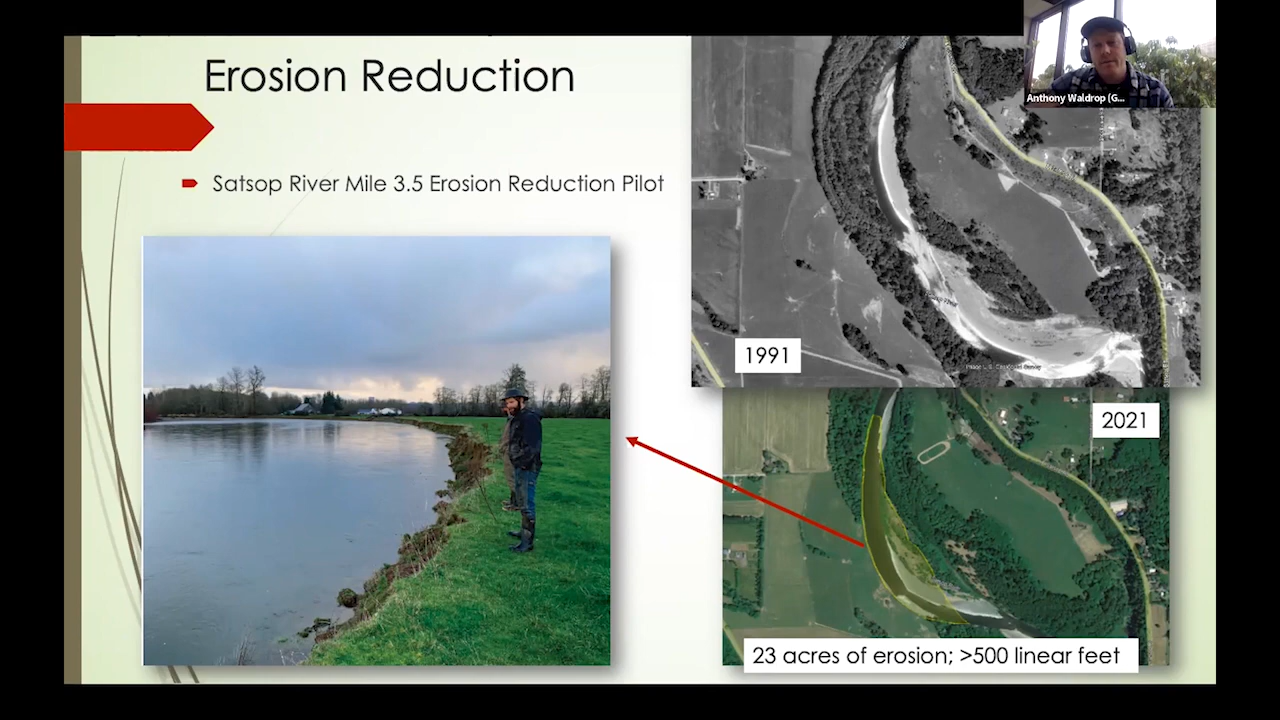 Erosion Reduction
Satsop River Mile 3.5 Erosion Reduction Pilot
Anthony Waldrop (G...
1991
2021
23 acres of erosion; >500 linear feet